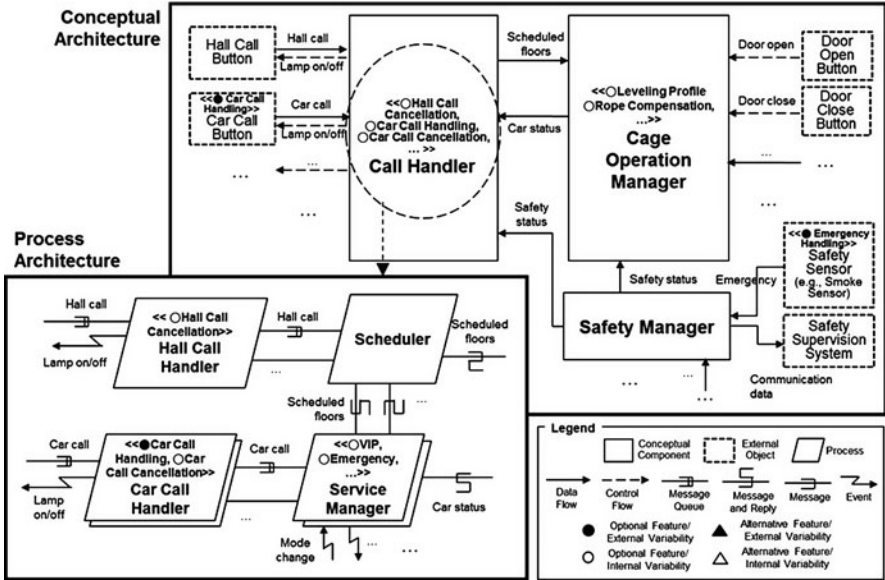 Conceptual
Architecture
Hall Call
Button
Hall call
Lamp on/off
<<● Car Call
Handling>>
Car Call
Button
Car call
Lamp on/off
...
...
<<○Hall Call
Cancellation,
○Car Call Handling,
○Car Call Cancellation,
... >>
Call Handler
...
Scheduled
floors
Car status
...
Safety
status
<<○Leveling Profile
○Rope Compensation,
...>>
Cage
Operation
Manager
Door open
Door
Open
Button
Door close
Door
Close
Button
...
...
...
Safety status
Emergency
<<● Emergency
Handling>>
Safety
Sensor
(e.g., Smoke
Sensor)
Safety Manager
Safety
Supervision
System
...
...
...
Communication
data
Process
Architecture
Hall call
Lamp on/off
<< ○Hall Call
Cancellation>>
Hall Call
Handler
Hall call
...
Scheduler
Scheduled
floors
...
Scheduled
floors
...
Car call
Lamp
on/off
<<●Car Call
Handling, ○Car
Call Cancellation>>
Car Call
Handler
Car call
...
<<○VIP,
○Emergency,
...>>
Service
Manager
Car status
Mode
change
...
...
Legend
Conceptual
Component
External
Object
Process
Data
Flow
Control
Flow
Message
Queue
Message
and Reply
Message
Event
● Optional Feature/
External Variability
▲ Alternative Feature/
External Variability
○ Optional Feature/
Internal Variability
△ Alternative Feature/
Internal Variability